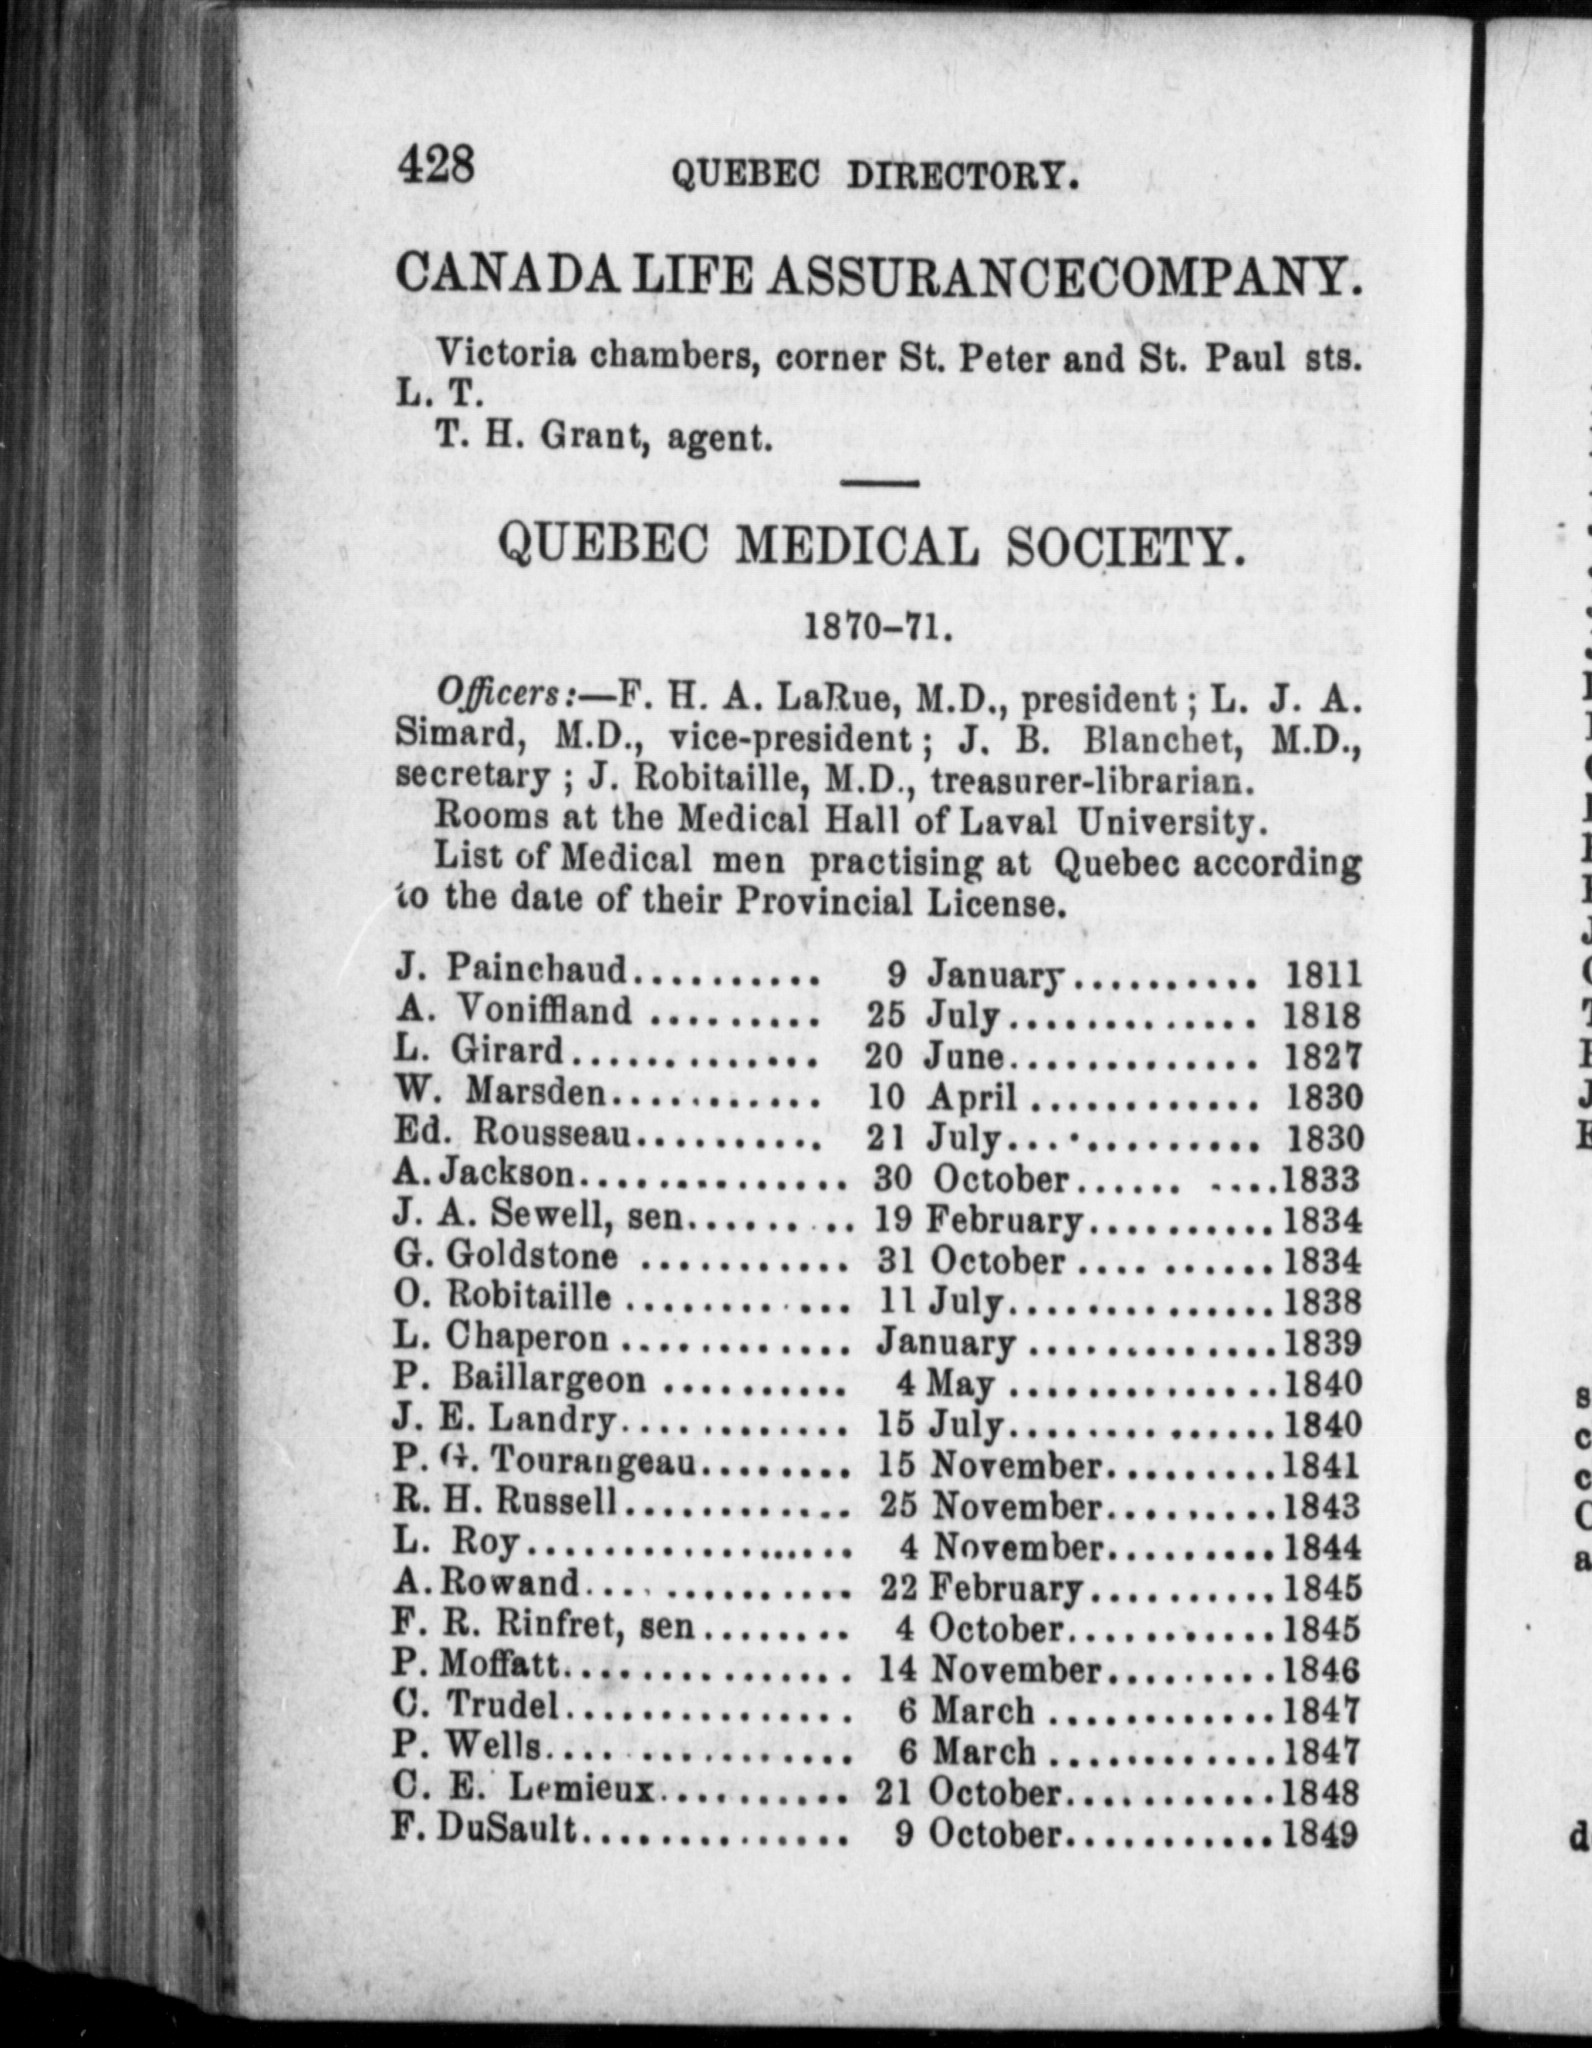 428 QUEBEC DIRECTORY.
CANADA LIFE ASSURANCECOMPANY.
Victoria chambers, corner St. Peter and St. Paul sts.
L. T.
T. H. Grant, agent.
QUEBEC MEDICAL SOCIETY.
1870-71.
Officers:—F. H. A. LaRue, M.D., president; L. J. A.
Simard, M.D., vice-president; J. B. Blanchet, M.D.,
secretary; J. Robitaille, M.D., treasurer-librarian.
Rooms at the Medical Hall of Laval University.
List of Medical men practising at Quebec according
to the date of their Provincial License.
J. Painchaud.......... 9 January.......... 1811
A. Voniffland ......... 25 July............. 1818
L. Girard............. 20 June............. 1827
W. Marsden........... 10 April ............ 1830
Ed. Rousseau.......... 21 July............. 1830
A. Jackson.............. 30 October...... ....1833
J. A. Sewell, sen......... 19 February..........1834
G. Goldstone ........... 31 October .... ......1834
O. Robitaille ............ 11 July..............1838
L. Chaperon ............ January .............1839
P. Baillargeon .......... 4 May ..............1840
J. E. Landry............ 15 July..............1840
P. G. Tourangeau........ 15 November.........1841
R. H. Russell............ 25 November.........1843
L. Roy................. 4 November.........1844
A. Rowand.... .......... 22 February..........1845
F. R. Rinfret, sen........ 4 October...........1845
P. Moffatt............... 14 November.........1846
C. Trudel............... 6 March ............1847
P. Wells.... ........... 6 March ............1847
C. E. Lemieux.......... 21 October...........1848
F. DuSault.............. 9 October...........1849